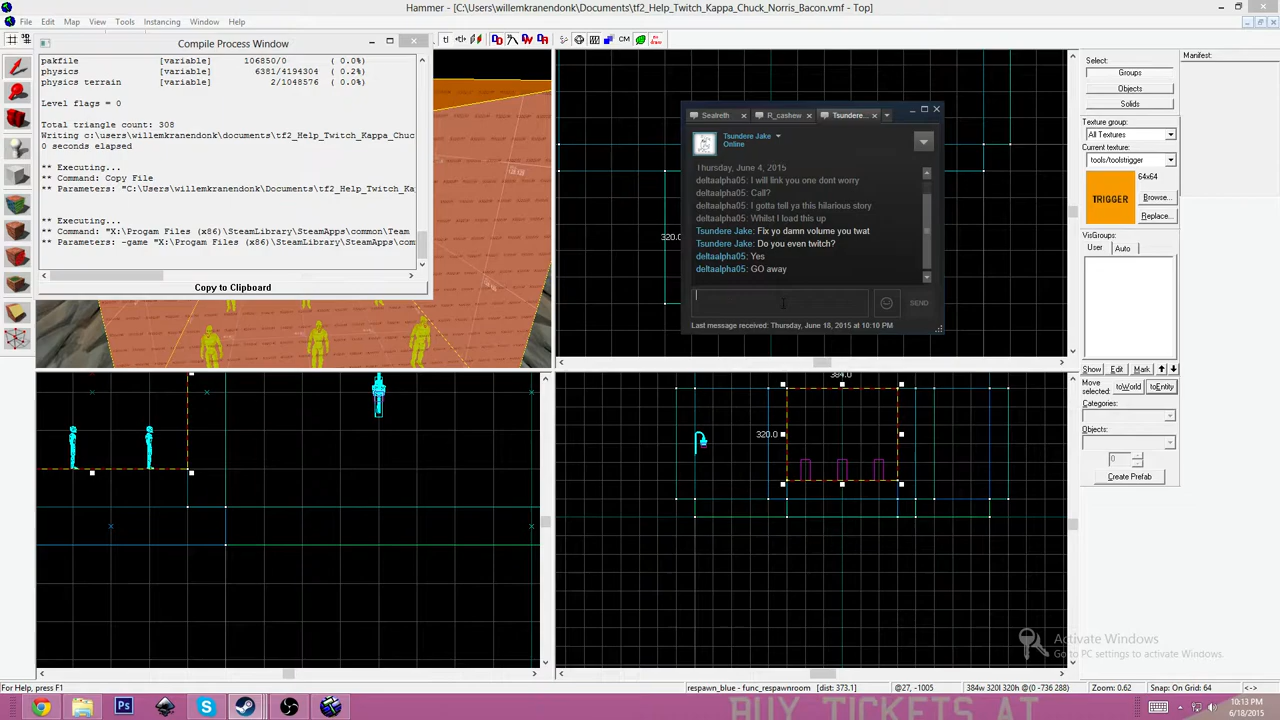 Hammer - [C:\Users\willemkranendonk\Documents\tf2_Help_Twitch_Kappa_Chuck_Norris_Bacon.vmf - Top]
File Edit Map View Tools Instancing Window Help
Compile Process Window
pakfile [variable] 106850/0 ( 0.0%)
physics [variable] 6381/4194304 ( 0.2%)
physics terrain [variable] 2/1048576 ( 0.0%)
Level flags = 0
Total triangle count: 308
Writing c:\users\willemkranendonk\documents\tf2_Help_Twitch_Kappa_Chuc
0 seconds elapsed
** Executing...
** Command: Copy File
** Parameters: "C:\Users\willemkranendonk\Documents\tf2_Help_Twitch_Ka
** Executing...
** Command: "X:\Progam Files (x86)\SteamLibrary\SteamApps\common\Team
** Parameters: -game "X:\Progam Files (x86)\SteamLibrary\SteamApps\com
Copy to Clipboard
Seatreth
R_cashew
Tsundere...
Tsundere Jake
Online
Thursday, June 4, 2015
deltaalpha05: I will link you one dont worry
deltaalpha05: Call?
deltaalpha05: I gotta tell ya this hilarious story
deltaalpha05: Whilst I load this up
Tsundere Jake: Fix yo damn volume you twat
Tsundere Jake: Do you even twitch?
deltaalpha05: Yes
deltaalpha05: GO away
SEND
Last message received: Thursday, June 18, 2015 at 10:10 PM
320.0
384.0
320.0
Select:
Groups
Objects
Solids
Texture group:
All Textures
Current texture:
tools/toolstrigger
64x64
TRIGGER
Browse...
Replace...
VisGroups:
User Auto
Show Edit Mark
Move selected:
toWorld toEntity
Categories:
Objects:
0
Create Prefab
Manifest:
Activate Windows
Go to PC settings to activate Windows.
For Help, press F1
respawn_blue - func_respawnroom [dist: 373.1]
@27, -1005
384w 320l 320h @(0 -736 288)
Zoom: 0.62
Snap: On Grid: 64
<->
BUY TICKETS AT
10:13 PM
6/18/2015